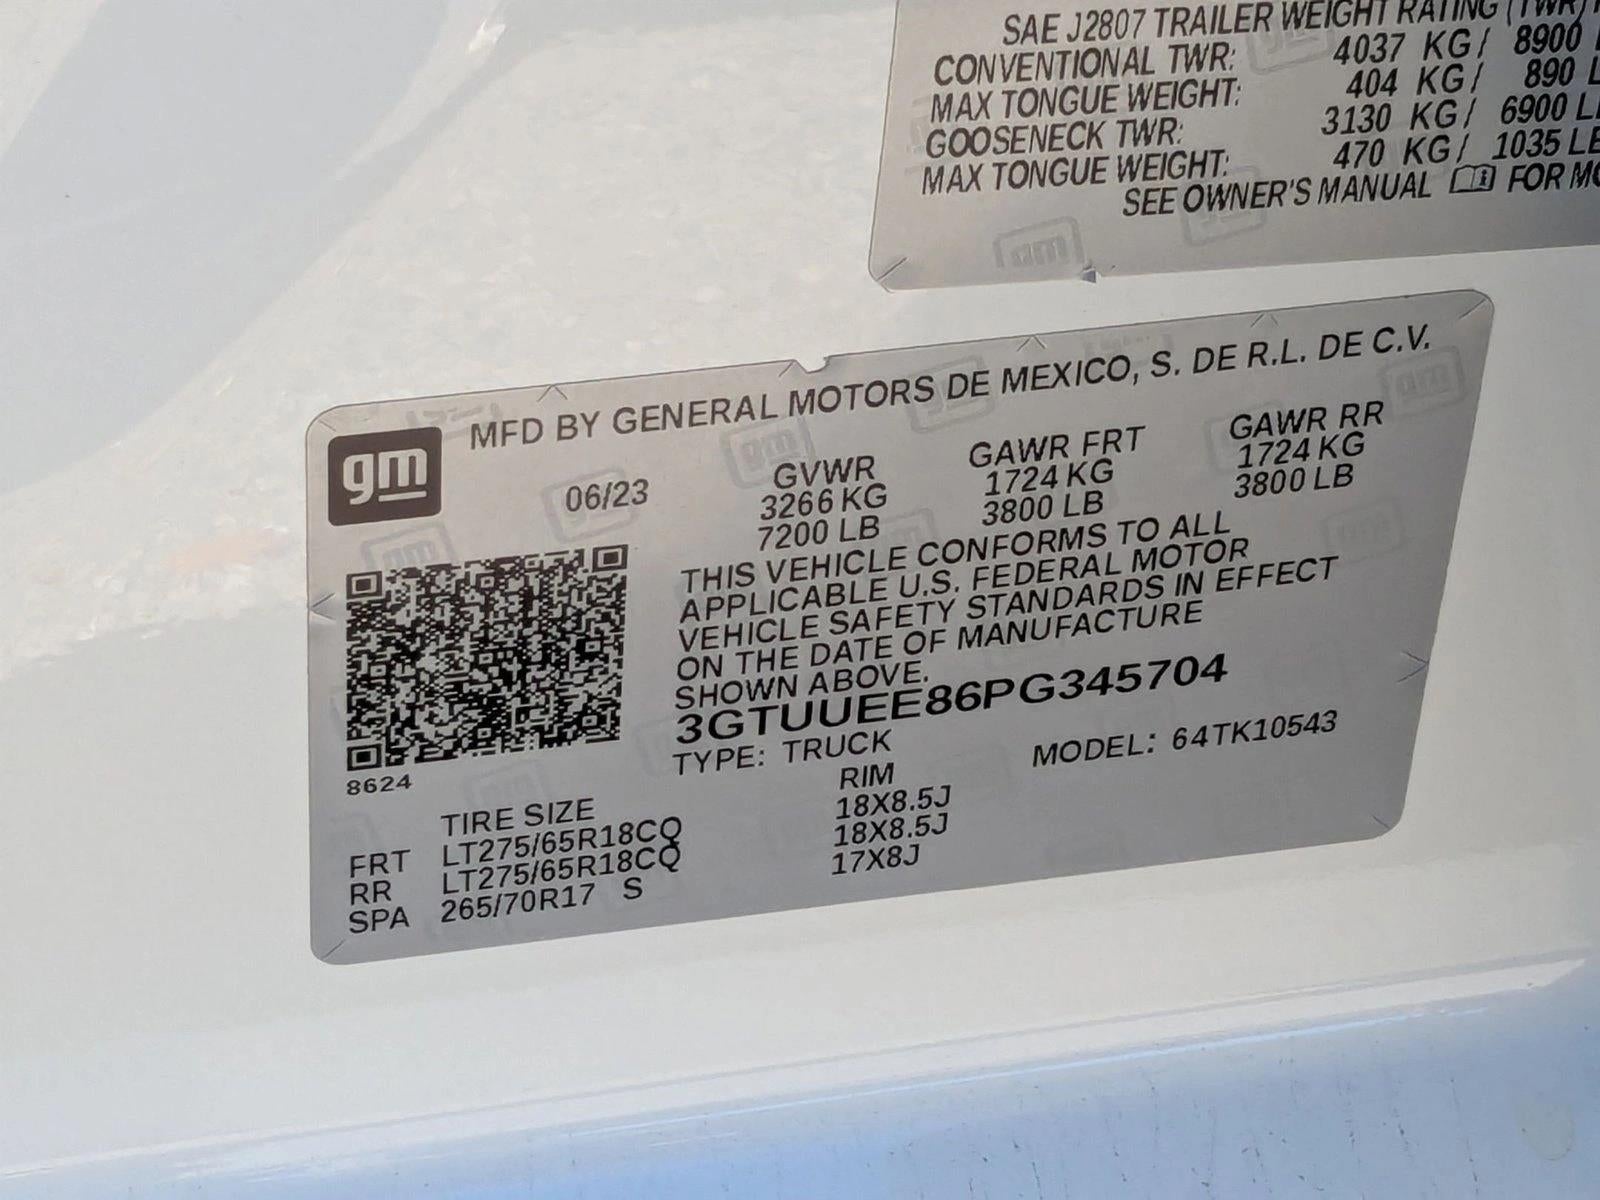 SAE J2807 TRAILER WEIGHT RATING (TWR)
CONVENTIONAL TWR: 4037 KG/ 8900
MAX TONGUE WEIGHT: 404 KG/ 890
GOOSENECK TWR: 3130 KG/ 6900
MAX TONGUE WEIGHT: 470 KG/ 1035
SEE OWNER'S MANUAL FOR
gm
MFD BY GENERAL MOTORS DE MEXICO, S. DE R.L. DE C.V.
gm
06/23 GVWR GAWR FRT GAWR RR
3266 KG 1724 KG 1724 KG
7200 LB 3800 LB 3800 LB
THIS VEHICLE CONFORMS TO ALL
APPLICABLE U.S. FEDERAL MOTOR
VEHICLE SAFETY STANDARDS IN EFFECT
ON THE DATE OF MANUFACTURE
SHOWN ABOVE.
3GTUUEE86PG345704
TYPE: TRUCK MODEL: 64TK10543
8624
TIRE SIZE RIM
FRT LT275/65R18CQ 18X8.5J
RR LT275/65R18CQ 18X8.5J
SPA 265/70R17 S 17X8J